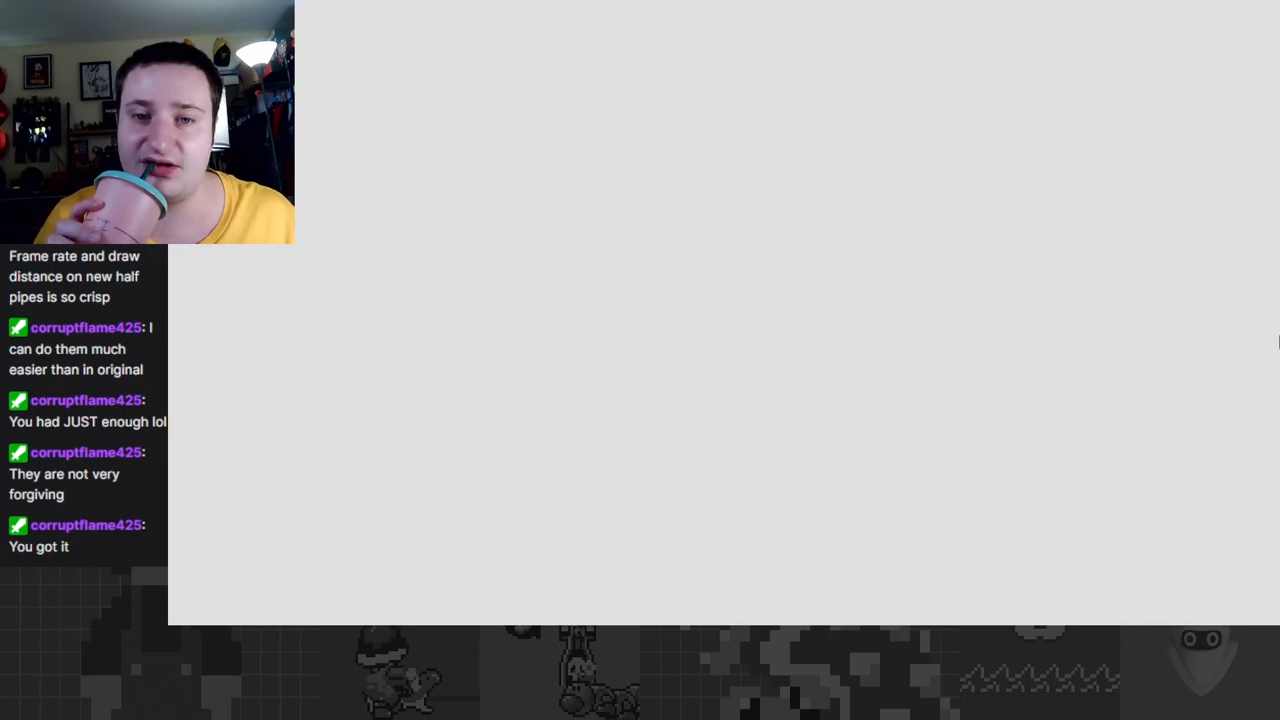 Frame rate and draw
distance on new half
pipes is so crisp
corruptflame425: I
can do them much
easier than in original
corruptflame425:
You had JUST enough lol
corruptflame425:
They are not very
forgiving
corruptflame425:
You got it